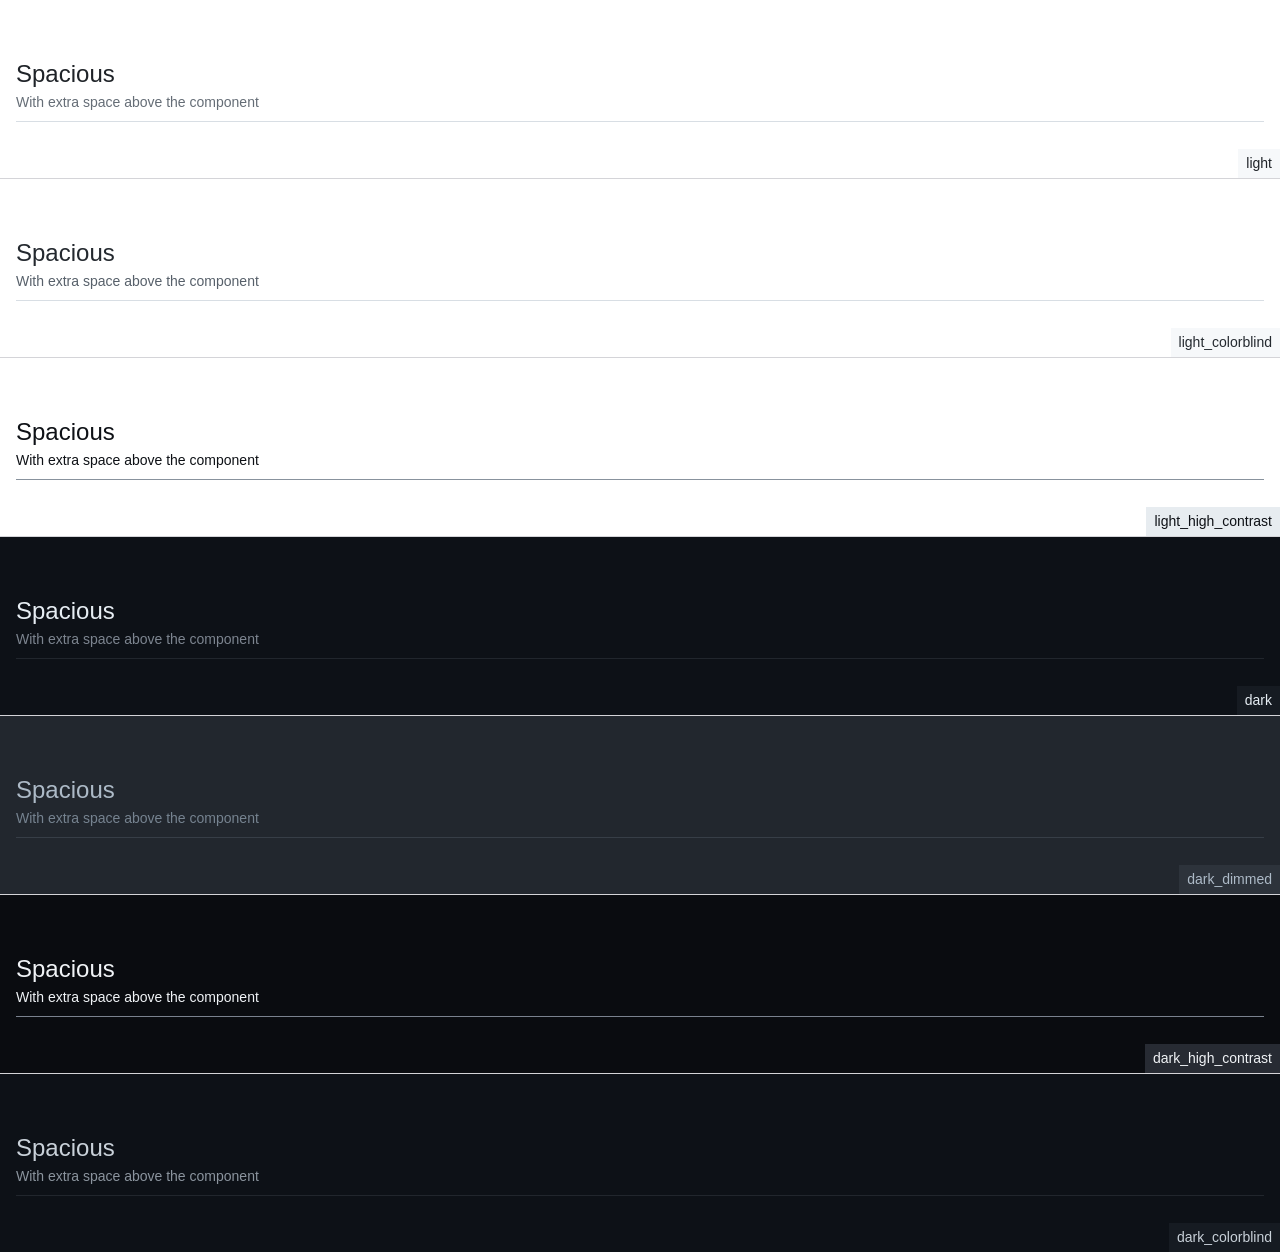 Spacious
With extra space above the component
light
Spacious
With extra space above the component
light_colorblind
Spacious
With extra space above the component
light_high_contrast
Spacious
With extra space above the component
dark
Spacious
With extra space above the component
dark_dimmed
Spacious
With extra space above the component
dark_high_contrast
Spacious
With extra space above the component
dark_colorblind